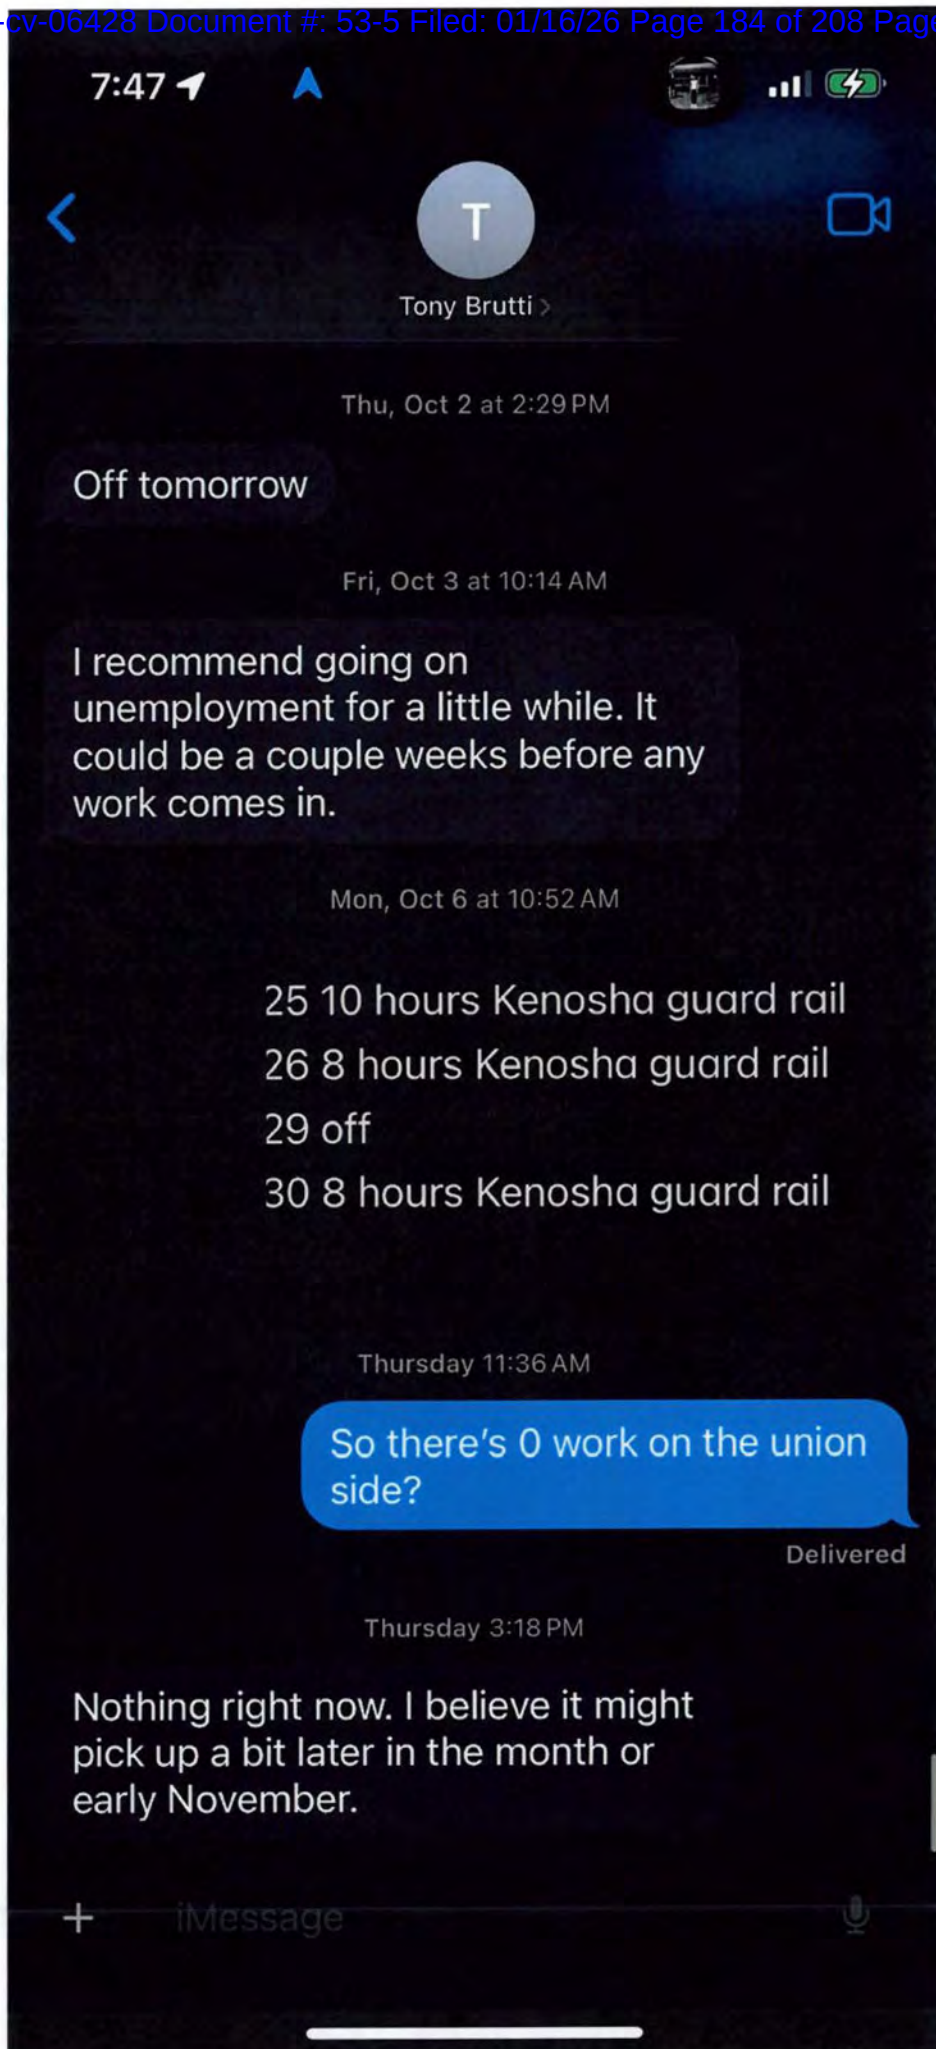 -cv-06428 Document #: 53-5 Filed: 01/16/26 Page 184 of 208 Page
7:47
T
Tony Brutti
Thu, Oct 2 at 2:29 PM
Off tomorrow
Fri, Oct 3 at 10:14 AM
I recommend going on
unemployment for a little while. It
could be a couple weeks before any
work comes in.
Mon, Oct 6 at 10:52 AM
25 10 hours Kenosha guard rail
26 8 hours Kenosha guard rail
29 off
30 8 hours Kenosha guard rail
Thursday 11:36 AM
So there's 0 work on the union
side?
Delivered
Thursday 3:18 PM
Nothing right now. I believe it might
pick up a bit later in the month or
early November.
iMessage